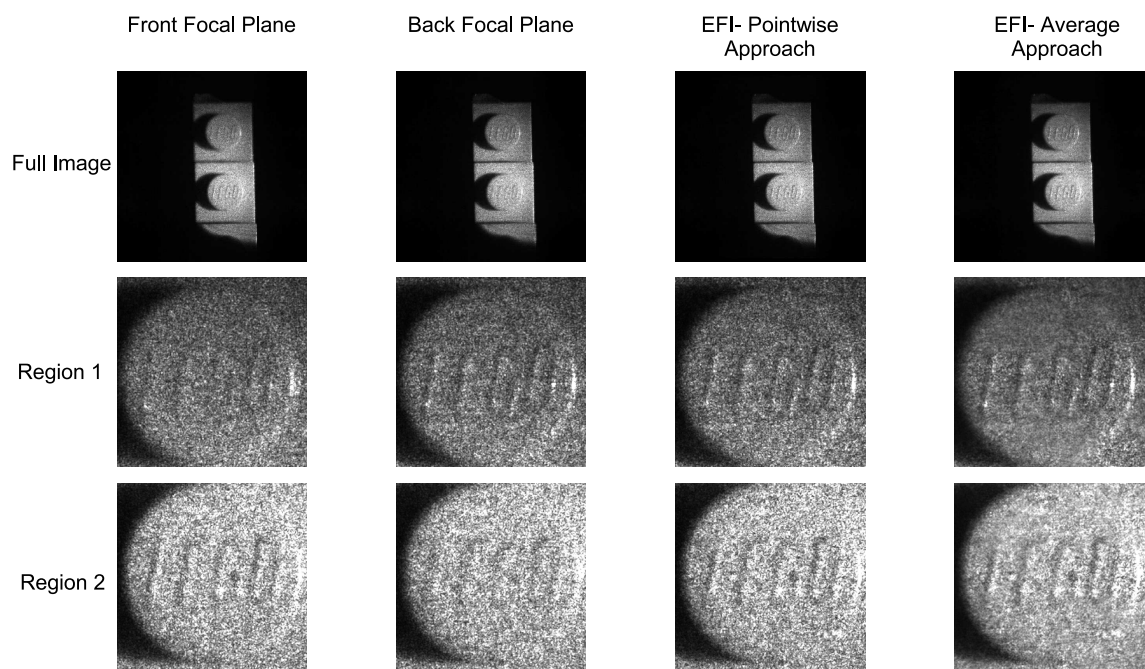 Front Focal Plane
Back Focal Plane
EFI- Pointwise
Approach
EFI- Average
Approach
Full Image
Region 1
Region 2